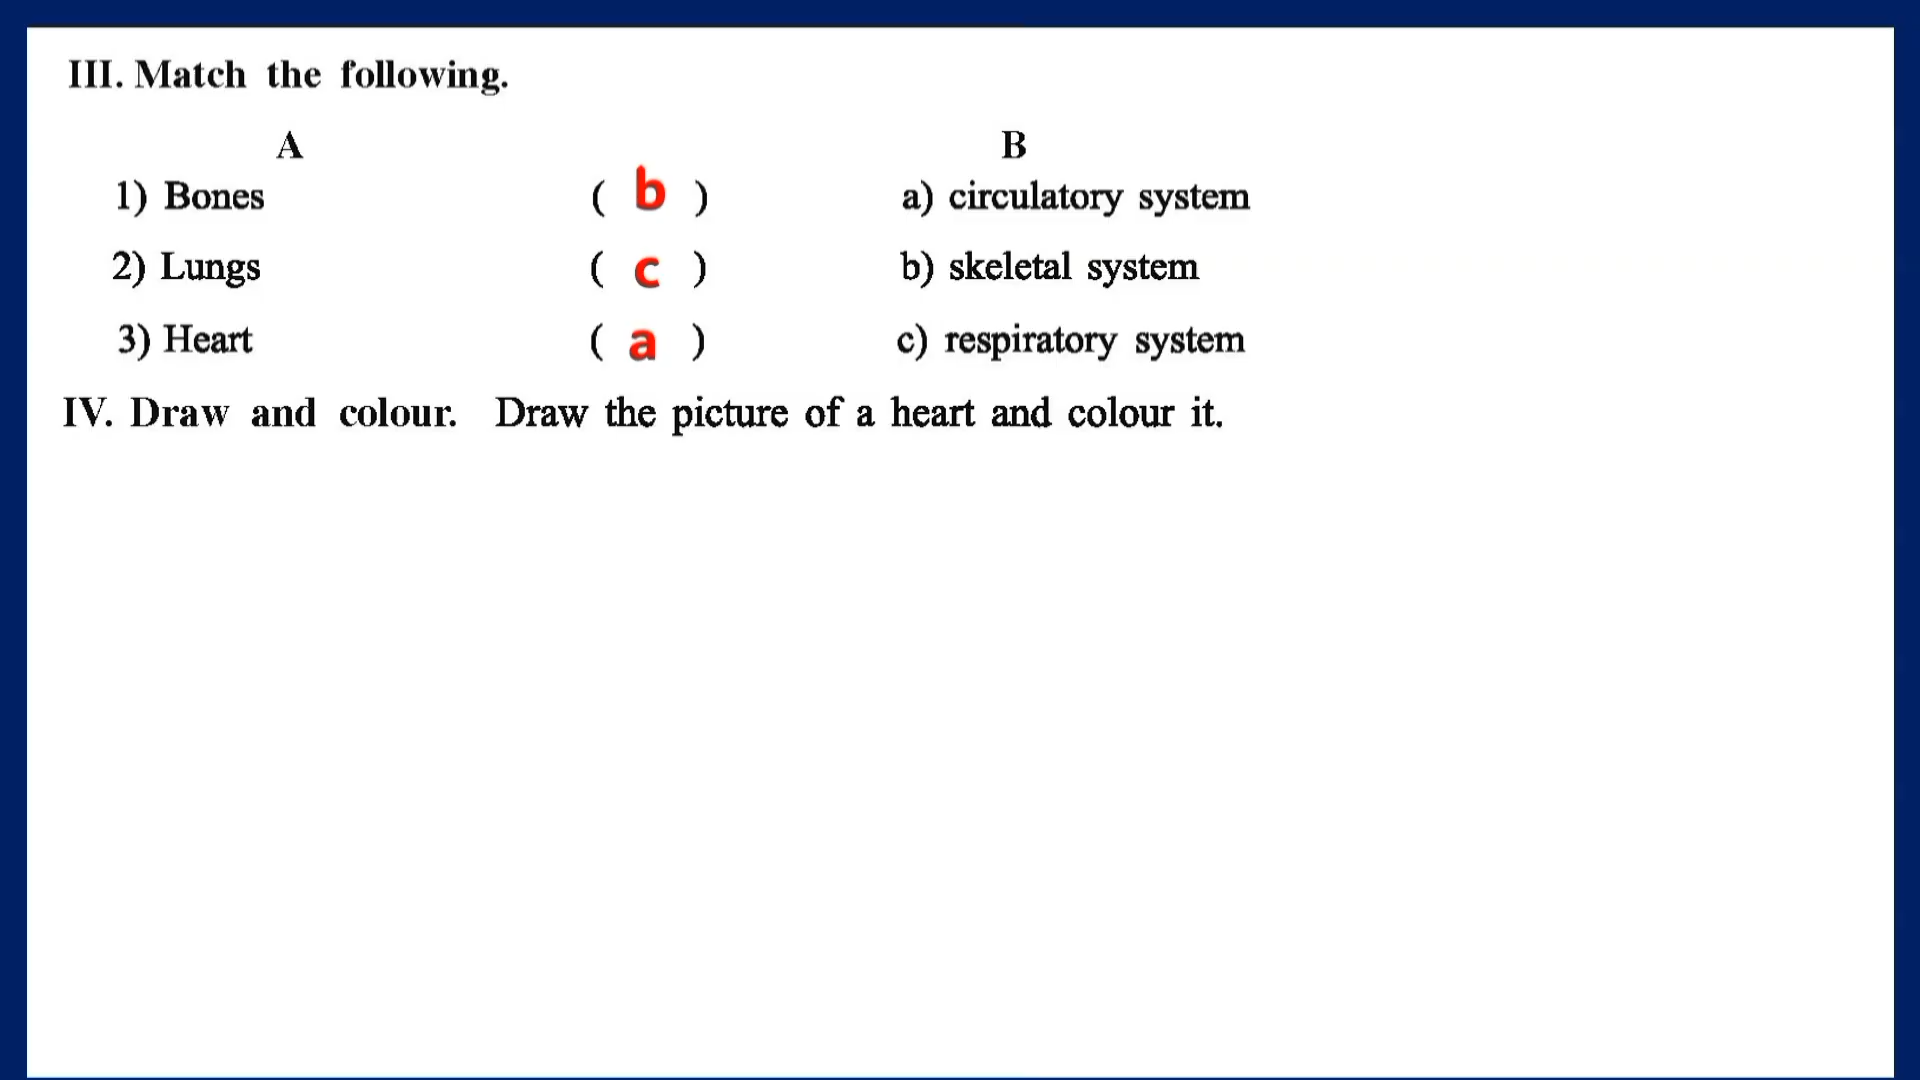 III. Match the following.
A B
1) Bones ( b ) a) circulatory system
2) Lungs ( c ) b) skeletal system
3) Heart ( a ) c) respiratory system
IV. Draw and colour. Draw the picture of a heart and colour it.